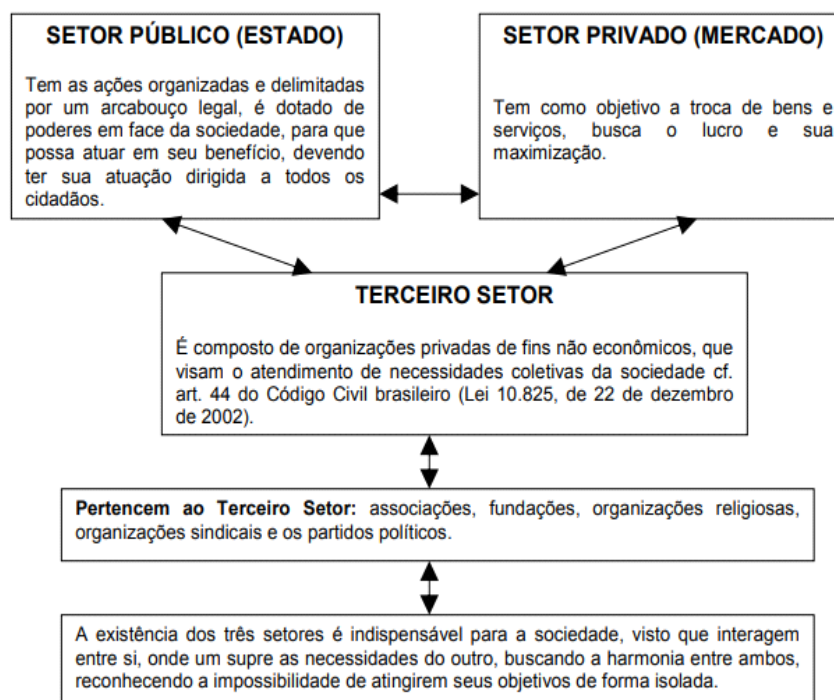 SETOR PÚBLICO (ESTADO)
Tem as ações organizadas e delimitadas
por um arcabouço legal, é dotado de
poderes em face da sociedade, para que
possa atuar em seu benefício, devendo
ter sua atuação dirigida a todos os
cidadãos.
SETOR PRIVADO (MERCADO)
Tem como objetivo a troca de bens e
serviços, busca o lucro e sua
maximização.
TERCEIRO SETOR
É composto de organizações privadas de fins não econômicos, que
visam o atendimento de necessidades coletivas da sociedade cf.
art. 44 do Código Civil brasileiro (Lei 10.825, de 22 de dezembro
de 2002).
Pertencem ao Terceiro Setor: associações, fundações, organizações religiosas,
organizações sindicais e os partidos políticos.
A existência dos três setores é indispensável para a sociedade, visto que interagem
entre si, onde um supre as necessidades do outro, buscando a harmonia entre ambos,
reconhecendo a impossibilidade de atingirem seus objetivos de forma isolada.